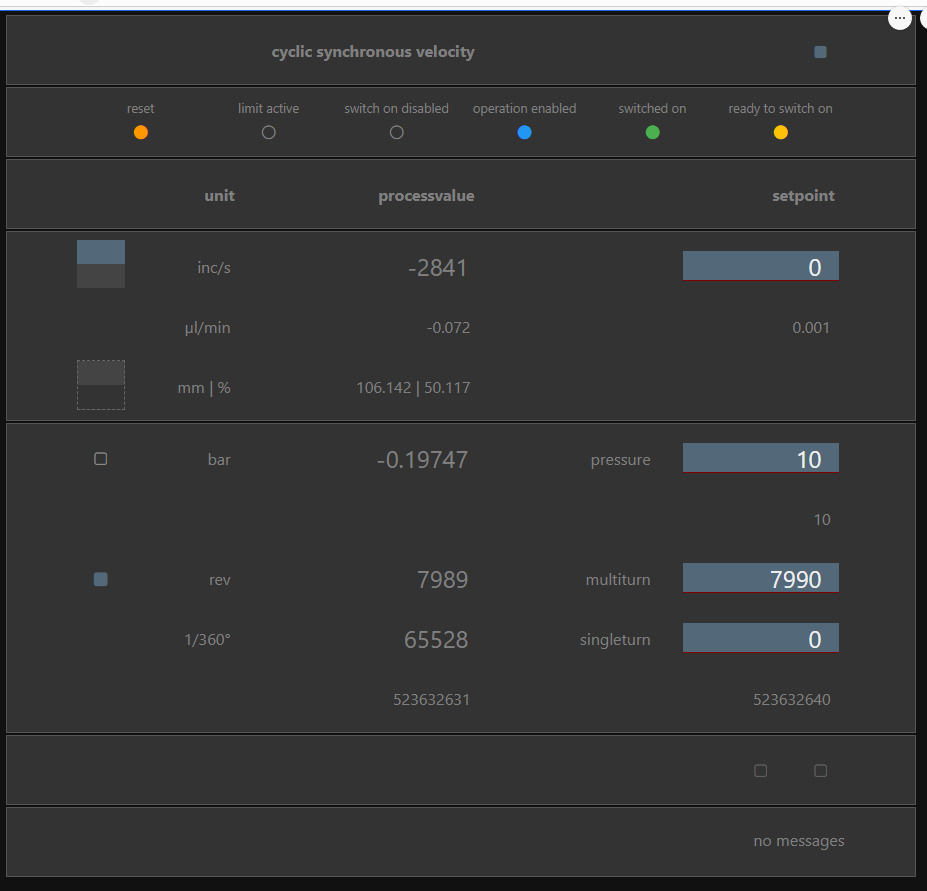 cyclic synchronous velocity
reset limit active switch on disabled operation enabled switched on ready to switch on
unit processvalue setpoint
inc/s -2841 0
µl/min -0.072 0.001
mm | % 106.142 | 50.117
bar -0.19747 pressure 10
10
rev 7989 multiturn 7990
1/360° 65528 singleturn 0
523632631 523632640
no messages